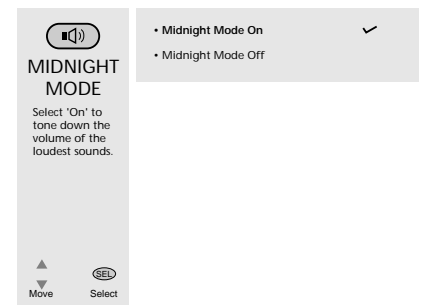 MIDNIGHT
MODE
Select 'On' to
tone down the
volume of the
loudest sounds.
SEL
Move Select
• Midnight Mode On
• Midnight Mode Off